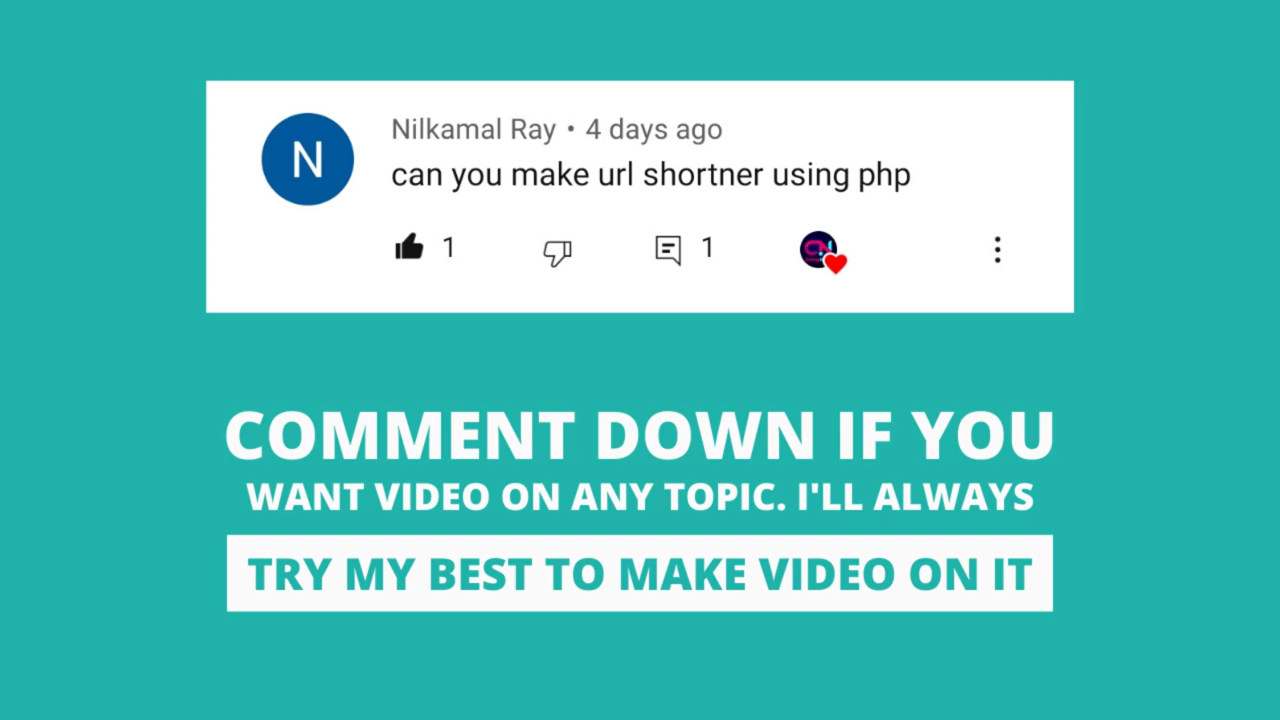 N
Nilkamal Ray • 4 days ago
can you make url shortner using php
1 1
COMMENT DOWN IF YOU
WANT VIDEO ON ANY TOPIC. I'LL ALWAYS
TRY MY BEST TO MAKE VIDEO ON IT